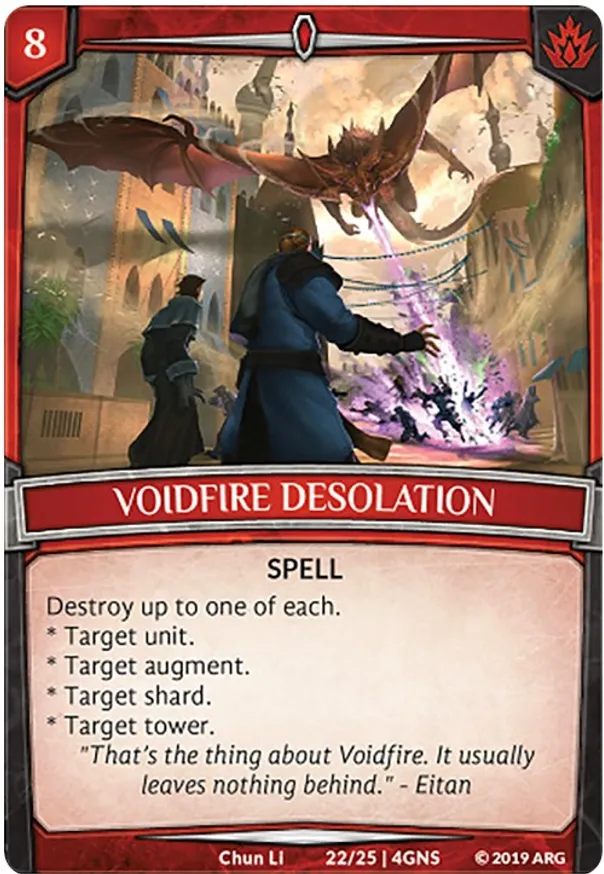 8
VOIDFIRE DESOLATION
SPELL
Destroy up to one of each.
* Target unit.
* Target augment.
* Target shard.
* Target tower.
"That's the thing about Voidfire. It usually
leaves nothing behind." - Eitan
Chun Li 22/25 | 4GNS © 2019 ARG